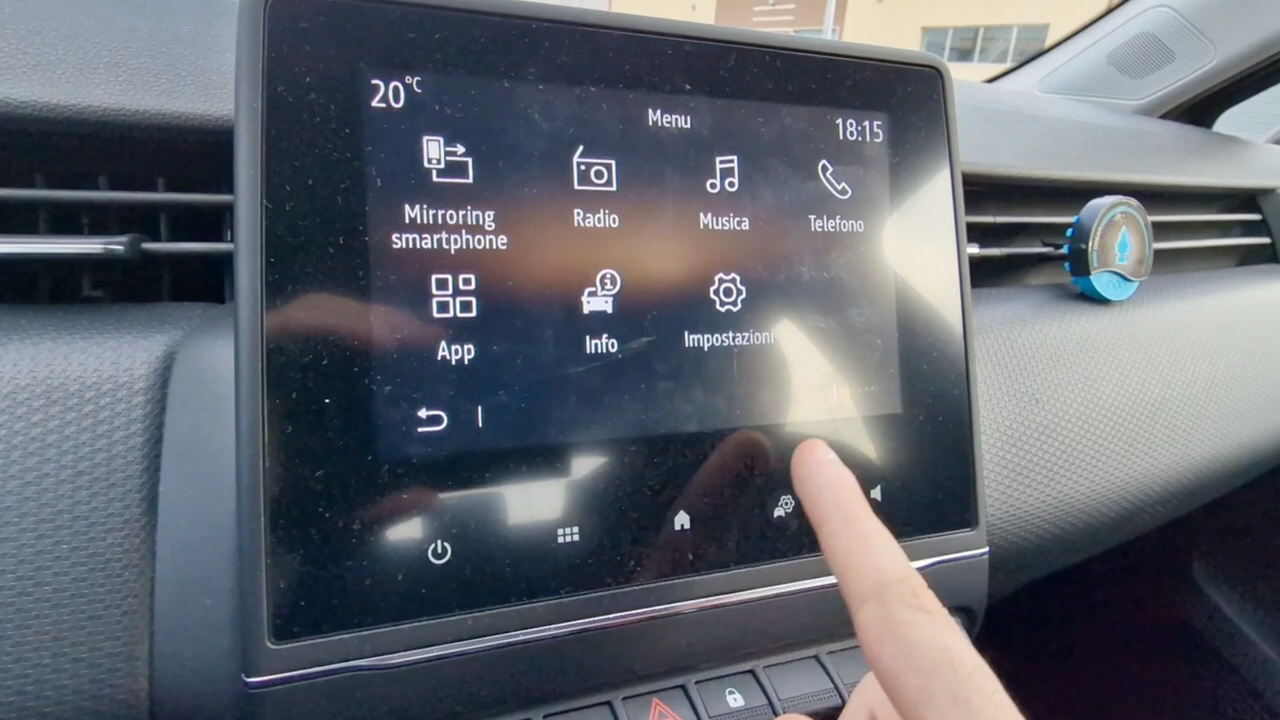 20°C
Menu
18:15
Mirroring
smartphone
Radio
Musica
Telefono
App
Info
Impostazioni